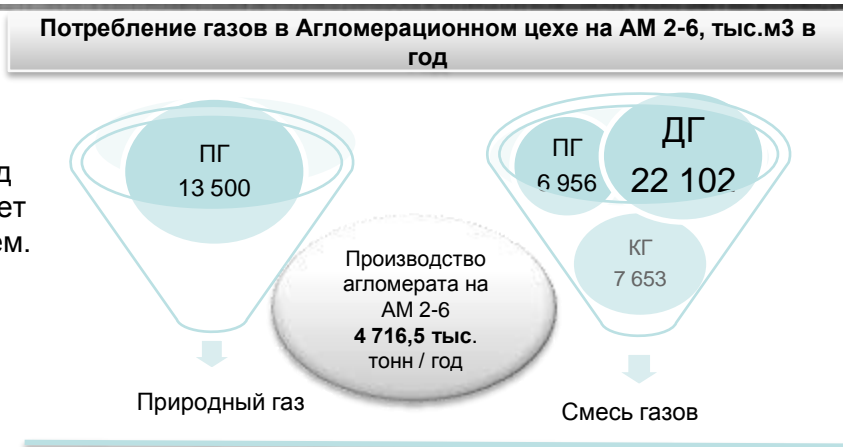 Потребление газов в Агломерационном цехе на АМ 2-6, тыс.м3 в
год
ПГ
13 500
ПГ
6 956
ДГ
22 102
КГ
7 653
Производство
агломерата на
АМ 2-6
4 716,5 тыс.
тонн / год
Природный газ
Смесь газов